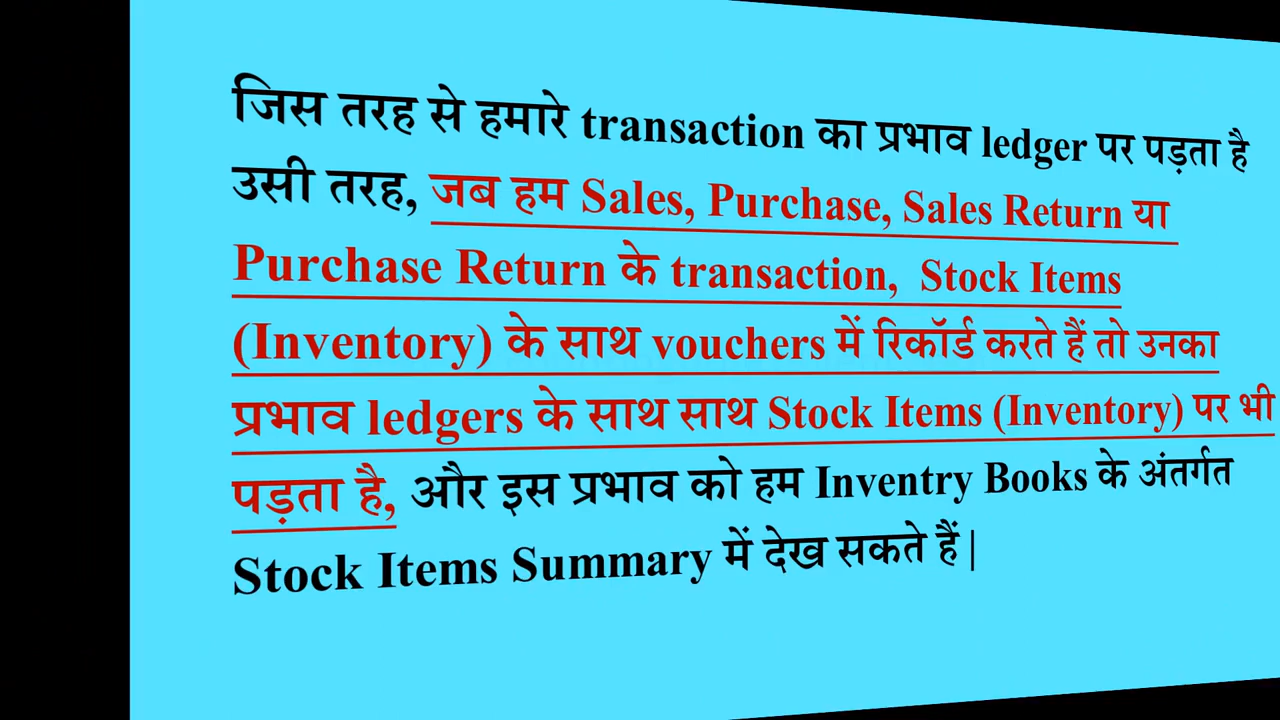 जिस तरह से हमारे transaction का प्रभाव ledger पर पड़ता है
उसी तरह, जब हम Sales, Purchase, Sales Return या
Purchase Return के transaction, Stock Items
(Inventory) के साथ vouchers में रिकॉर्ड करते हैं तो उनका
प्रभाव ledgers के साथ साथ Stock Items (Inventory) पर भी
पड़ता है, और इस प्रभाव को हम Inventry Books के अंतर्गत
Stock Items Summary में देख सकते हैं |